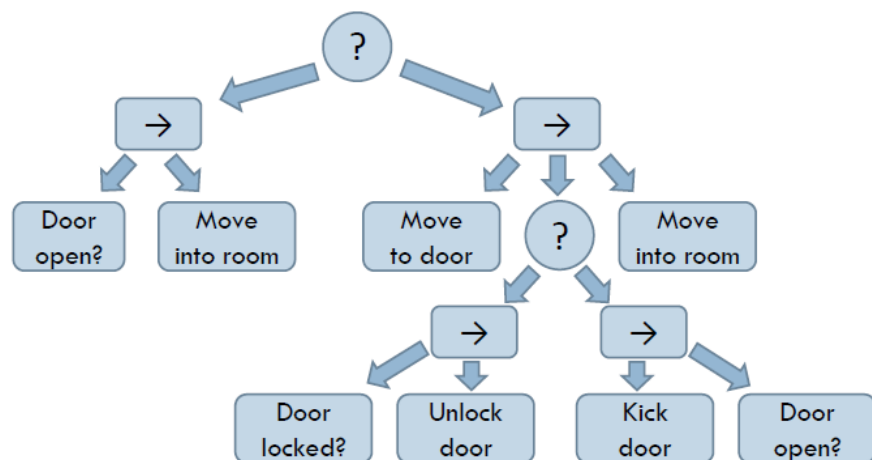 ?
→
→
Door
open?
Move
into room
Move
to door
?
Move
into room
→
→
Door
locked?
Unlock
door
Kick
door
Door
open?